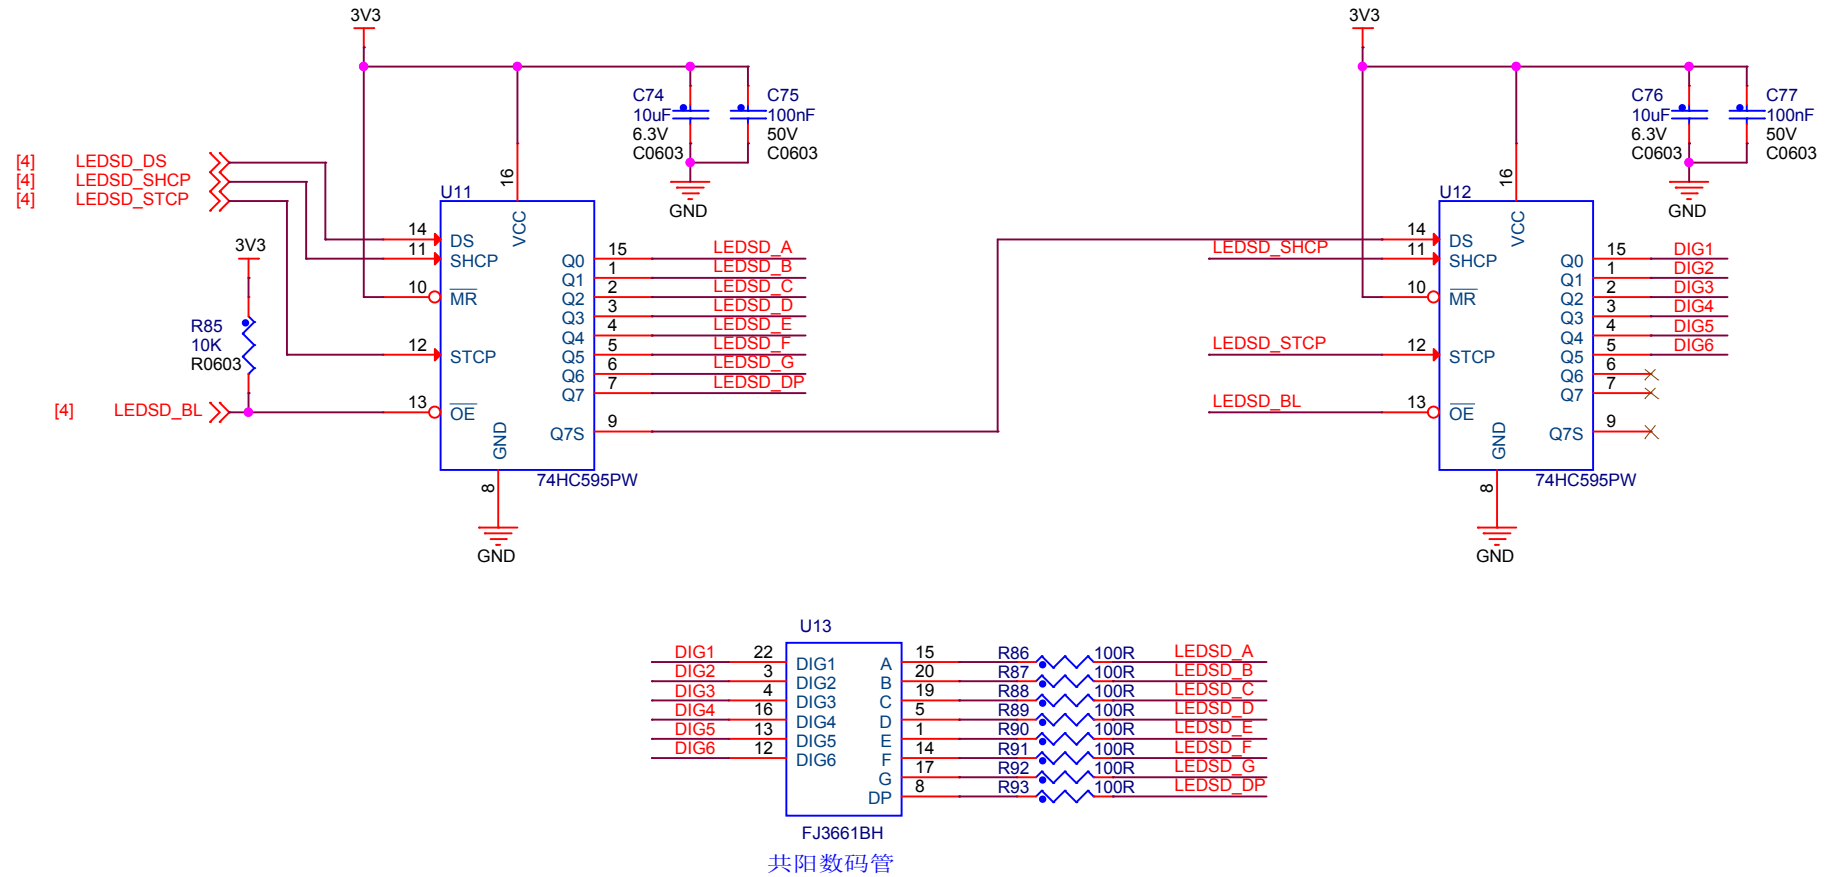 3V3
3V3
C74
10uF
6.3V
C0603
C75
100nF
50V
C0603
C76
10uF
6.3V
C0603
C77
100nF
50V
C0603
GND
GND
[4] LEDSD_DS
[4] LEDSD_SHCP
[4] LEDSD_STCP
3V3
R85
10K
R0603
[4] LEDSD_BL
U11
16
VCC
14 DS
11 SHCP
10 MR
12 STCP
13 OE
GND
8
GND
Q0 15 LEDSD_A
Q1 1 LEDSD_B
Q2 2 LEDSD_C
Q3 3 LEDSD_D
Q4 4 LEDSD_E
Q5 5 LEDSD_F
Q6 6 LEDSD_G
Q7 7 LEDSD_DP
Q7S 9
74HC595PW
U12
16
VCC
14 DS
LEDSD_SHCP 11 SHCP
10 MR
LEDSD_STCP 12 STCP
LEDSD_BL 13 OE
GND
8
GND
Q0 15 DIG1
Q1 1 DIG2
Q2 2 DIG3
Q3 3 DIG4
Q4 4 DIG5
Q5 5 DIG6
Q6 6
Q7 7
Q7S 9
74HC595PW
U13
DIG1 22 DIG1 A 15 R86 100R LEDSD_A
DIG2 3 DIG2 B 20 R87 100R LEDSD_B
DIG3 4 DIG3 C 19 R88 100R LEDSD_C
DIG4 16 DIG4 D 5 R89 100R LEDSD_D
DIG5 13 DIG5 E 1 R90 100R LEDSD_E
DIG6 12 DIG6 F 14 R91 100R LEDSD_F
G 17 R92 100R LEDSD_G
DP 8 R93 100R LEDSD_DP
FJ3661BH
共阳数码管